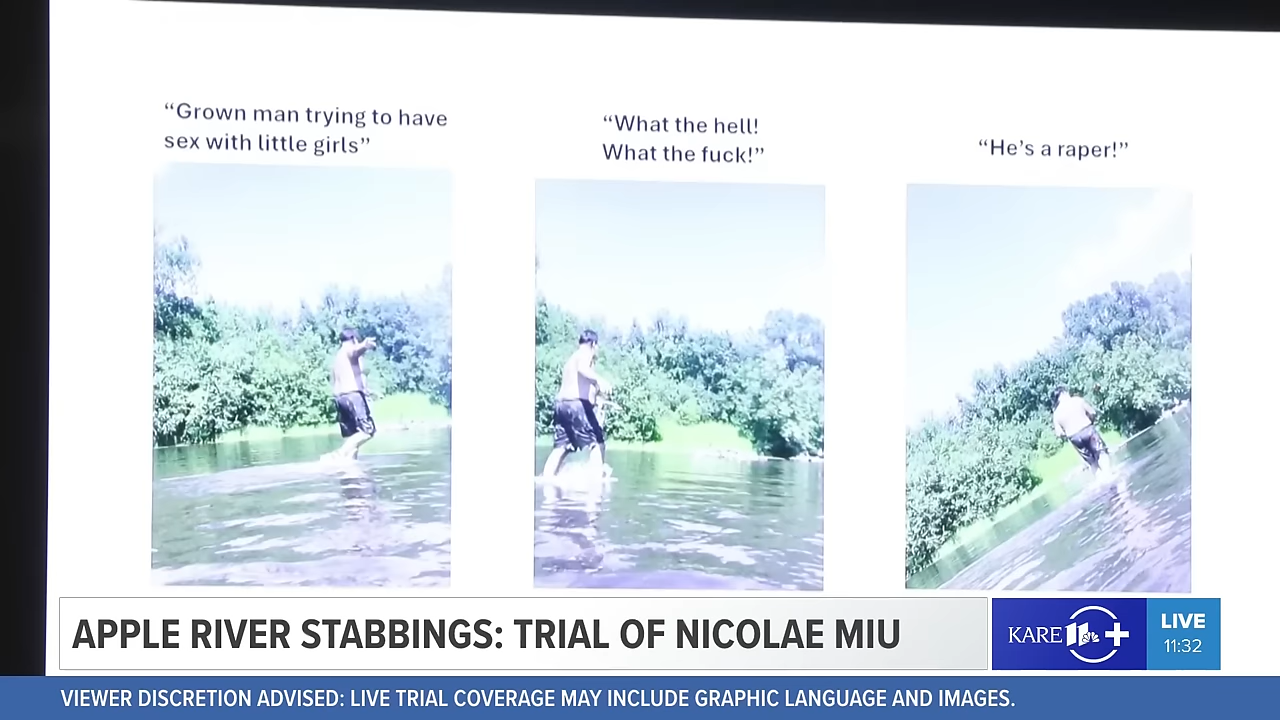 “Grown man trying to have
sex with little girls”
“What the hell!
What the fuck!”
“He’s a raper!”
APPLE RIVER STABBINGS: TRIAL OF NICOLAE MIU
KARE 11+
LIVE
11:32
VIEWER DISCRETION ADVISED: LIVE TRIAL COVERAGE MAY INCLUDE GRAPHIC LANGUAGE AND IMAGES.